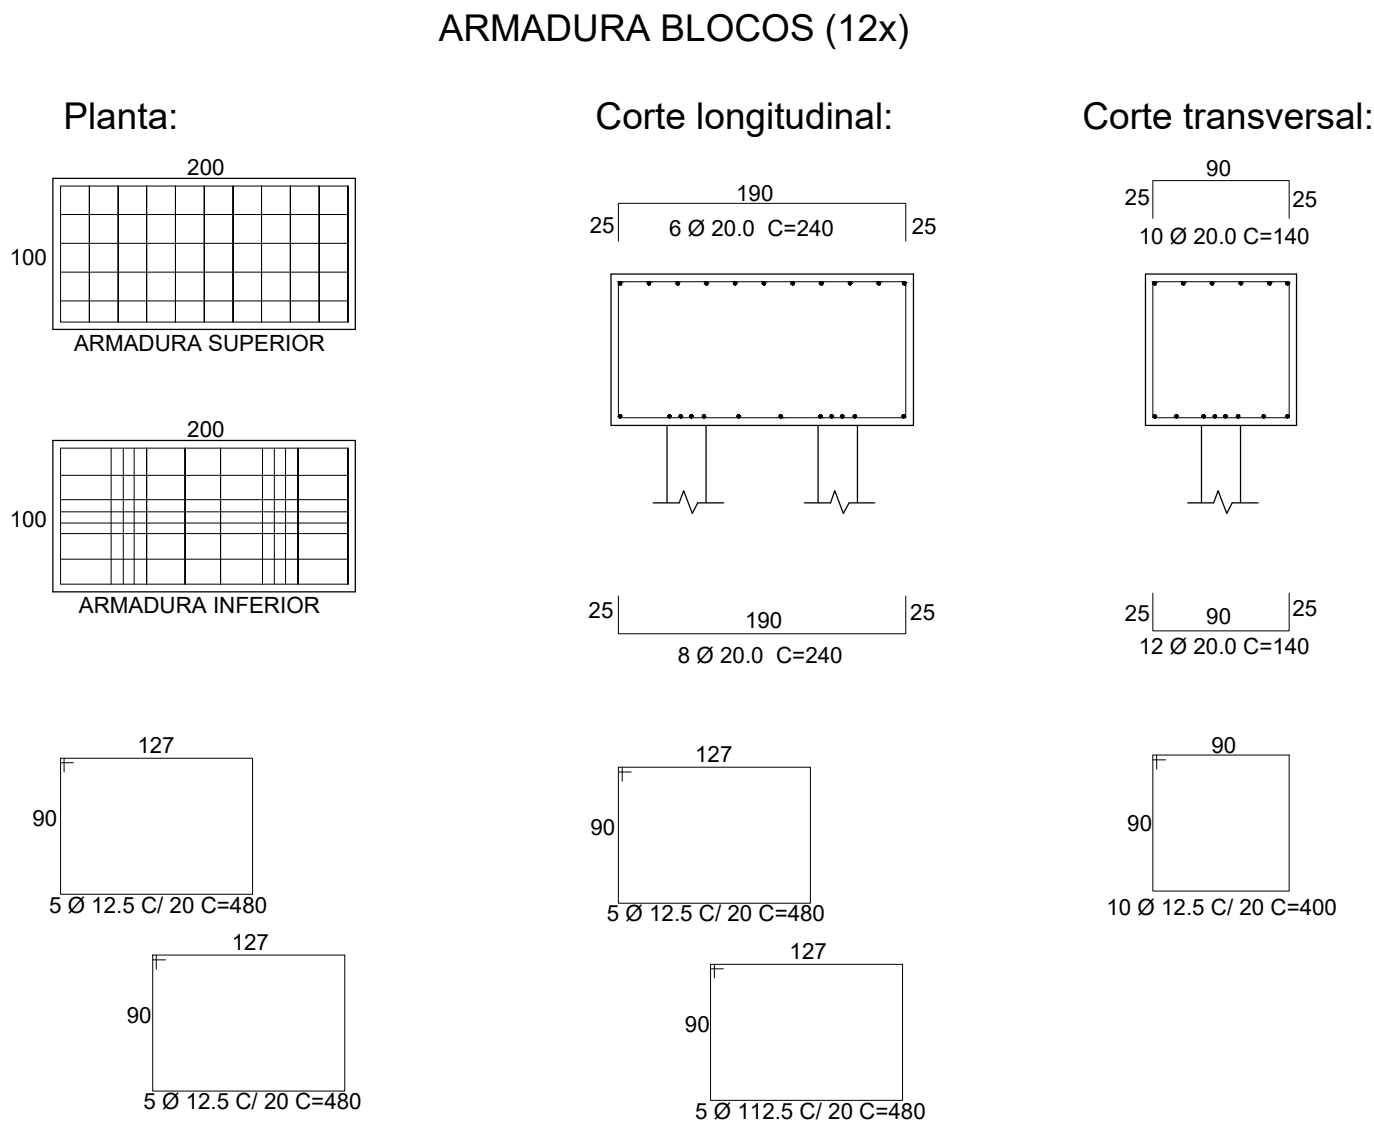 ARMADURA BLOCOS (12x)
Planta:
200
100
ARMADURA SUPERIOR
200
100
ARMADURA INFERIOR
127
90
5 Ø 12.5 C/ 20 C=480
127
90
5 Ø 12.5 C/ 20 C=480
Corte longitudinal:
190
25
25
6 Ø 20.0 C=240
25
190
25
8 Ø 20.0 C=240
127
90
5 Ø 12.5 C/ 20 C=480
127
90
5 Ø 112.5 C/ 20 C=480
Corte transversal:
90
25
25
10 Ø 20.0 C=140
25
90
25
12 Ø 20.0 C=140
90
90
10 Ø 12.5 C/ 20 C=400